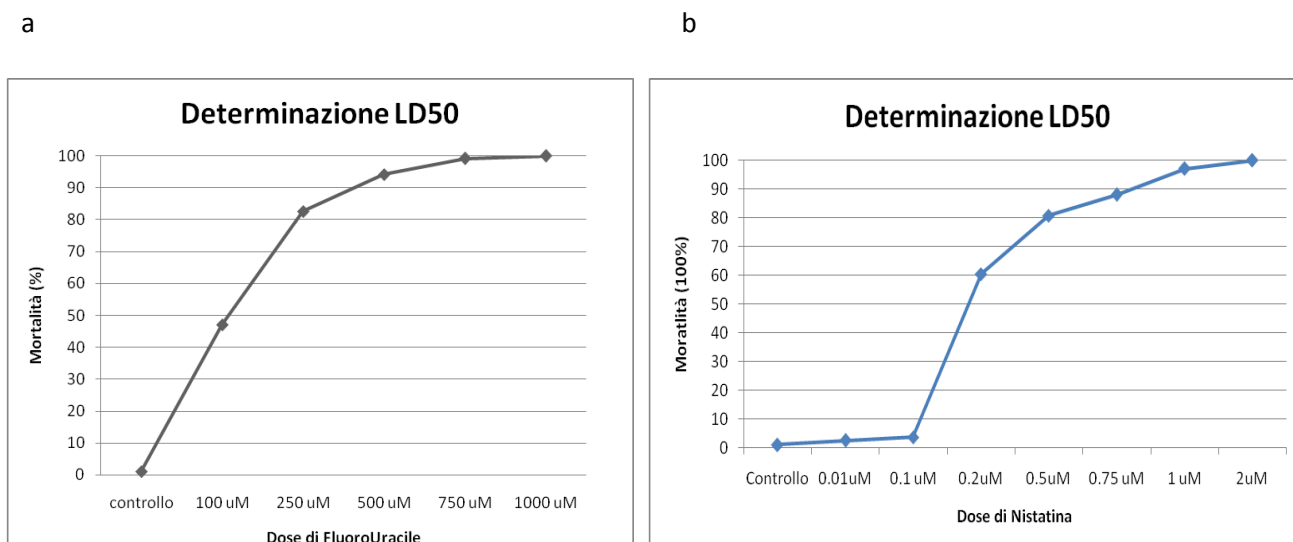 a
b
Determinazione LD50
Mortalità (%)
100
90
80
70
60
50
40
30
20
10
0
controllo 100 uM 250 uM 500 uM 750 uM 1000 uM
Dose di FluoroUracile
Determinazione LD50
Moratlità (100%)
100
90
80
70
60
50
40
30
20
10
0
Controllo 0.01uM 0.1 uM 0.2uM 0.5uM 0.75 uM 1 uM 2uM
Dose di Nistatina